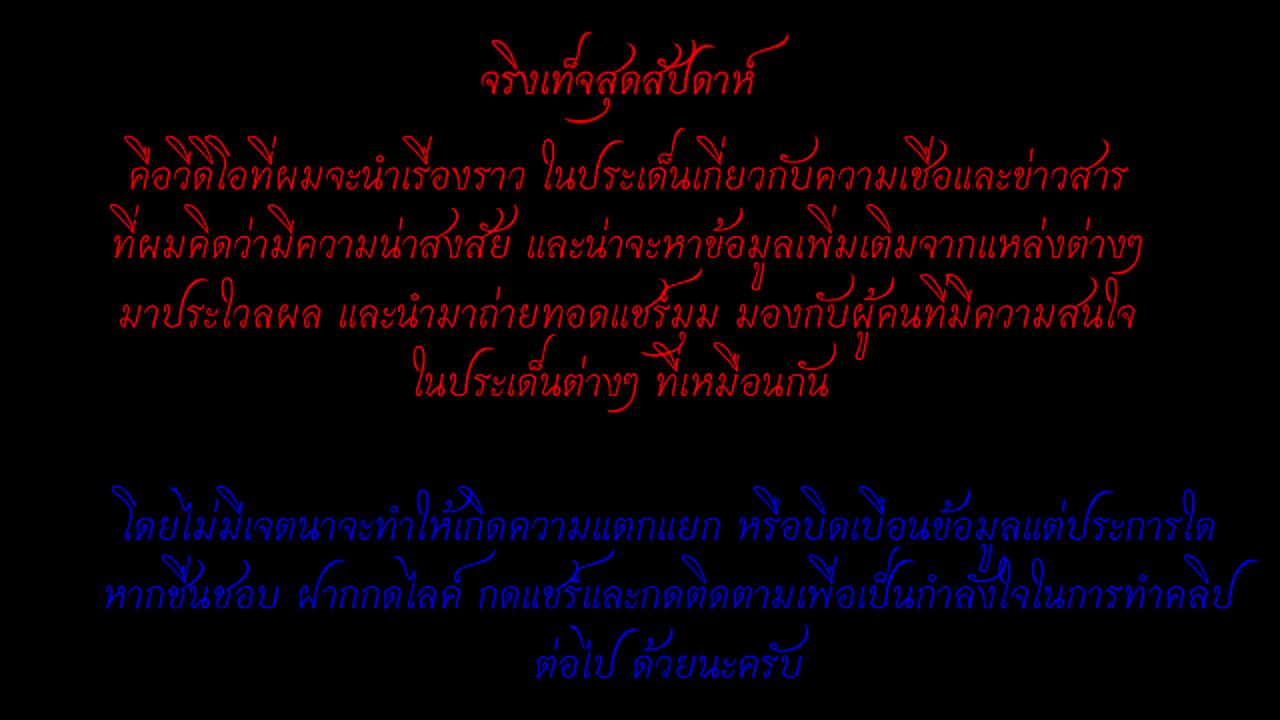 จริงเท็จสุดสัปดาห์
คือวีดีโอที่ผมจะนำเรื่องราว ในประเด็นเกี่ยวกับความเชื่อและข่าวสาร
ที่ผมคิดว่ามีความน่าสงสัย และน่าจะหาข้อมูลเพิ่มเติมจากแหล่งต่างๆ
มาประะไวลผล และนำมาถ่ายทอดแชร์มุม มองกับผู้คนที่มีความสนใจ
ในประเด็นต่างๆ ที่เหมือนกัน
โดยไม่มีเจตนาจะทำให้เกิดความแตกแยก หรือบิดเบือนข้อมูลแต่ประการใด
หากชื่นชอบ ฝากกดไลค์ กดแชร์และกดติดตามเพื่อเป็นกำลังใจในการทำคลิป
ต่อไป ด้วยนะครับ